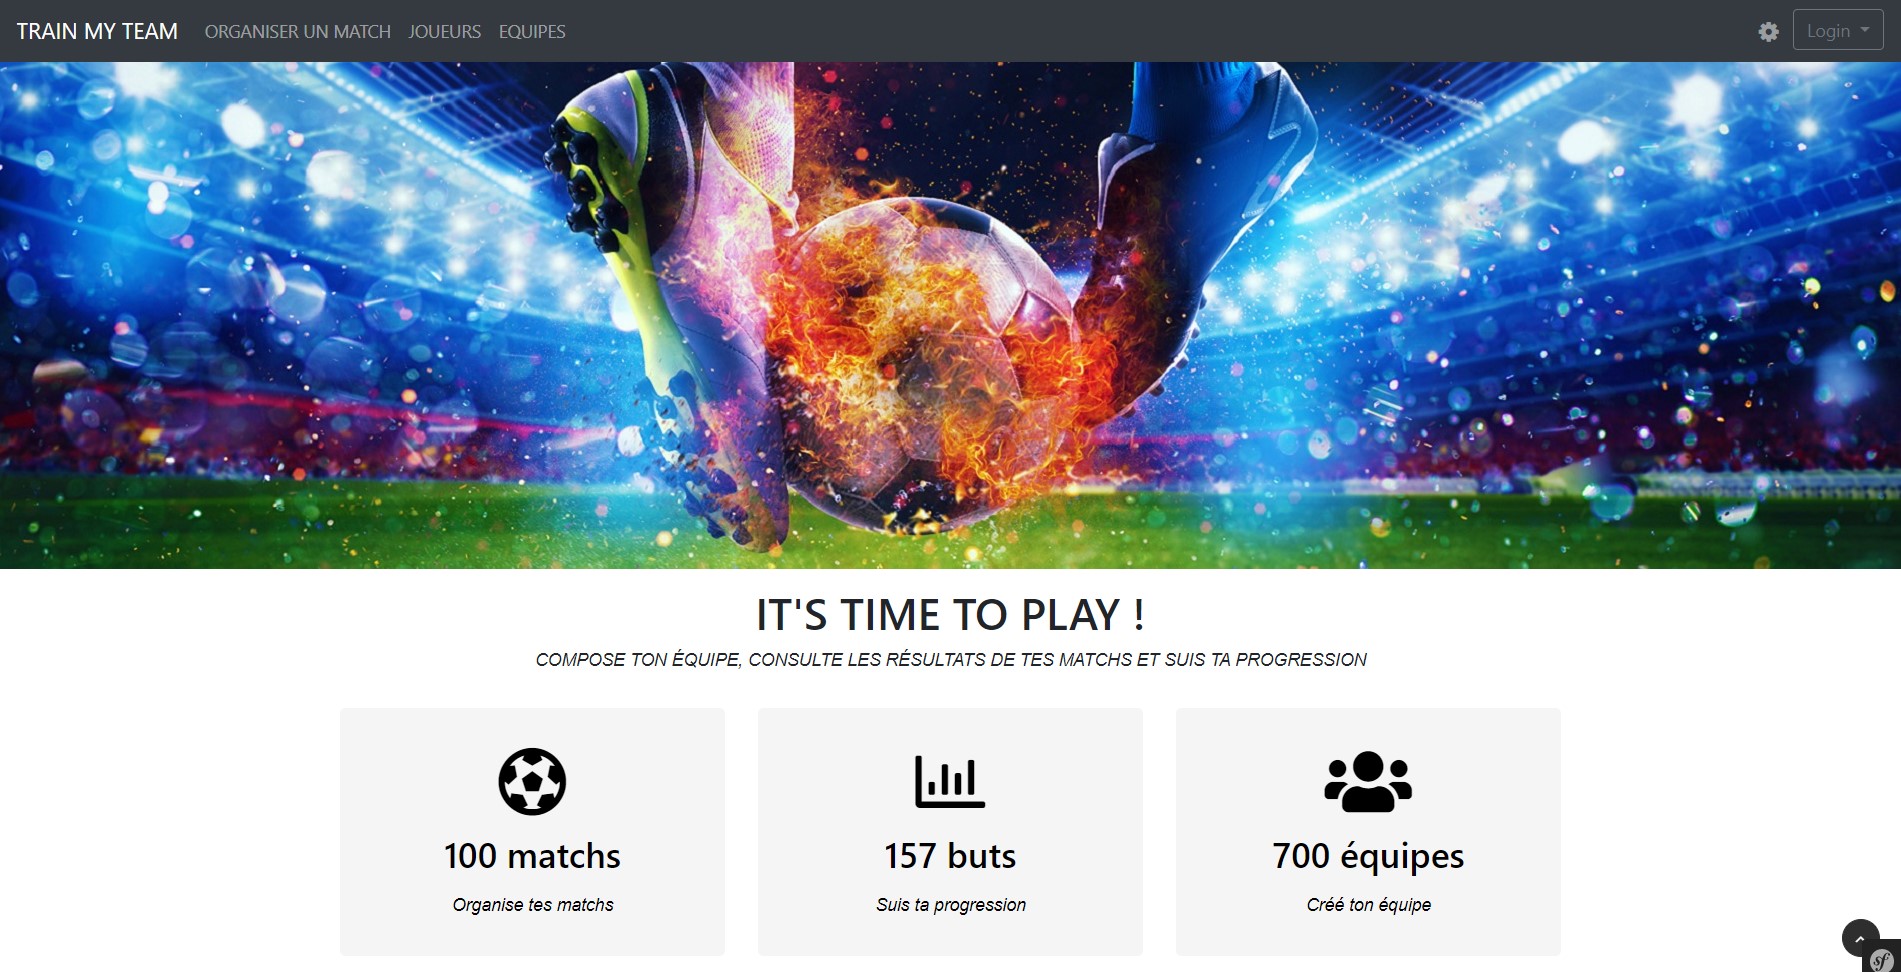 TRAIN MY TEAM ORGANISER UN MATCH JOUEURS EQUIPES Login
IT'S TIME TO PLAY !
COMPOSE TON ÉQUIPE, CONSULTE LES RÉSULTATS DE TES MATCHS ET SUIS TA PROGRESSION
100 matchs
Organise tes matchs
157 buts
Suis ta progression
700 équipes
Créé ton équipe
sf